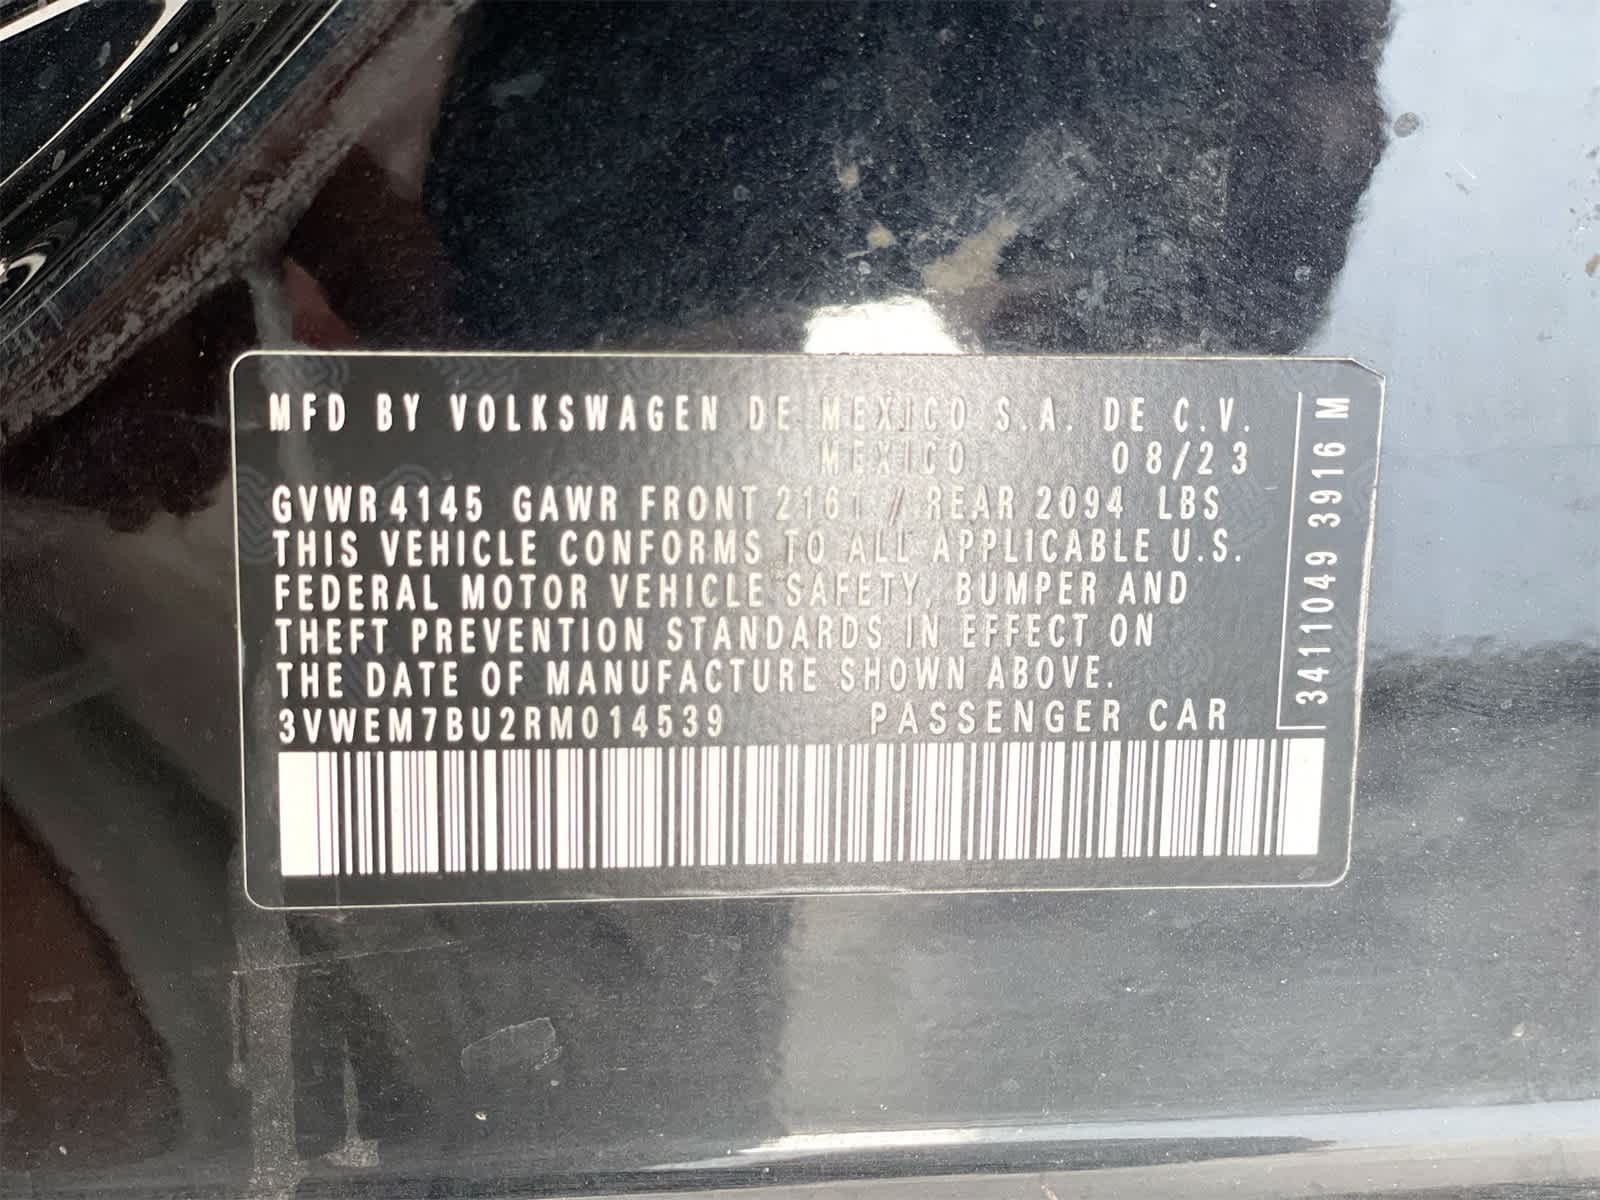 MFD BY VOLKSWAGEN DE MEXICO S.A. DE C.V.
MEXICO 08/23
GVWR 4145 GAWR FRONT 2161 / REAR 2094 LBS
THIS VEHICLE CONFORMS TO ALL APPLICABLE U.S.
FEDERAL MOTOR VEHICLE SAFETY, BUMPER AND
THEFT PREVENTION STANDARDS IN EFFECT ON
THE DATE OF MANUFACTURE SHOWN ABOVE.
3VWEM7BU2RM014539 PASSENGER CAR
3411049 3916 M